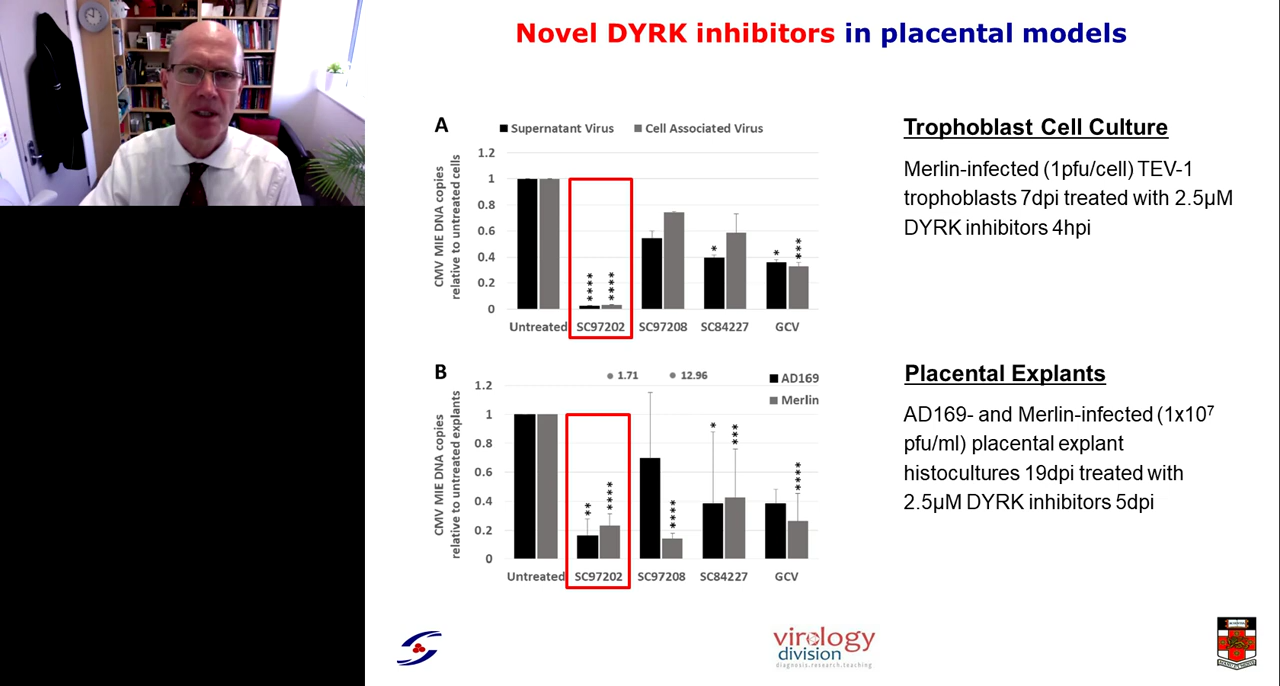 Novel DYRK inhibitors in placental models
A
Supernatant Virus
Cell Associated Virus
CMV MIE DNA copies
relative to untreated cells
1.2
1
0.8
0.6
0.4
0.2
0
****
****
*
*
***
Untreated
SC97202
SC97208
SC84227
GCV
Trophoblast Cell Culture
Merlin-infected (1pfu/cell) TEV-1
trophoblasts 7dpi treated with 2.5µM
DYRK inhibitors 4hpi
B
1.71
12.96
AD169
Merlin
CMV MIE DNA copies
relative to untreated explants
1.2
1
0.8
0.6
0.4
0.2
0
**
****
****
*
***
****
Untreated
SC97202
SC97208
SC84227
GCV
Placental Explants
AD169- and Merlin-infected (1x10⁷
pfu/ml) placental explant
histocultures 19dpi treated with
2.5µM DYRK inhibitors 5dpi
virology
division
diagnosis.research.teaching